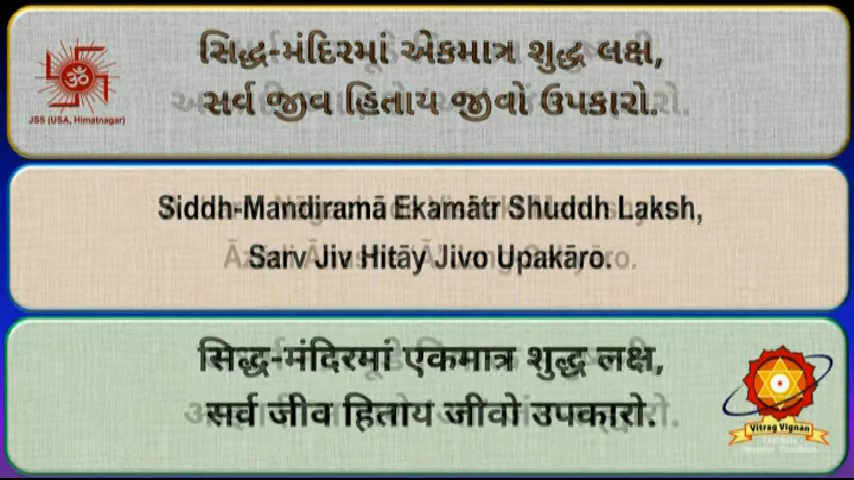 સિદ્ધ-મંદિરમાં એકમાત્ર શુદ્ધ લક્ષ,
સર્વ જીવ હિતાય જીવો ઉપકારો.
JSS (USA, Himatnagar)
Siddh-Mandiramā Ekamātr Shuddh Laksh,
Sarv Jiv Hitāy Jivo Upakāro.
सिद्ध-मंदिरमां एकमात्र शुद्ध लक्ष,
सर्व जीव हिताय जीवो उपकारो.
Vitrag Vignan